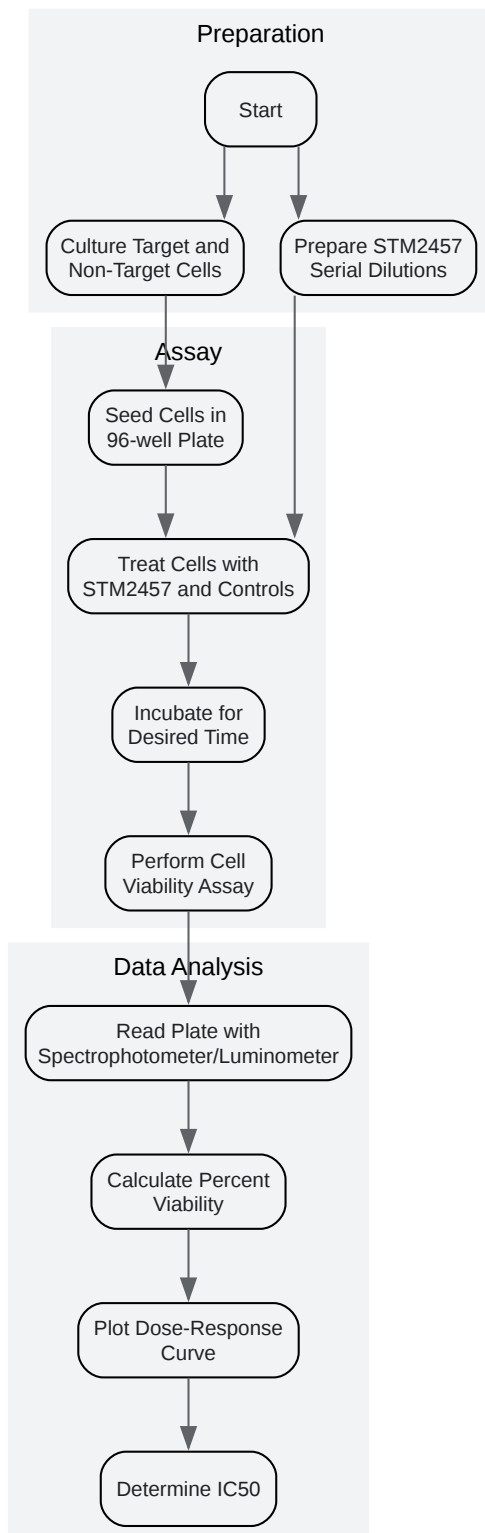 Preparation
Start
Culture Target and
Non-Target Cells
Prepare STM2457
Serial Dilutions
Assay
Seed Cells in
96-well Plate
Treat Cells with
STM2457 and Controls
Incubate for
Desired Time
Perform Cell
Viability Assay
Data Analysis
Read Plate with
Spectrophotometer/Luminometer
Calculate Percent
Viability
Plot Dose-Response
Curve
Determine IC50